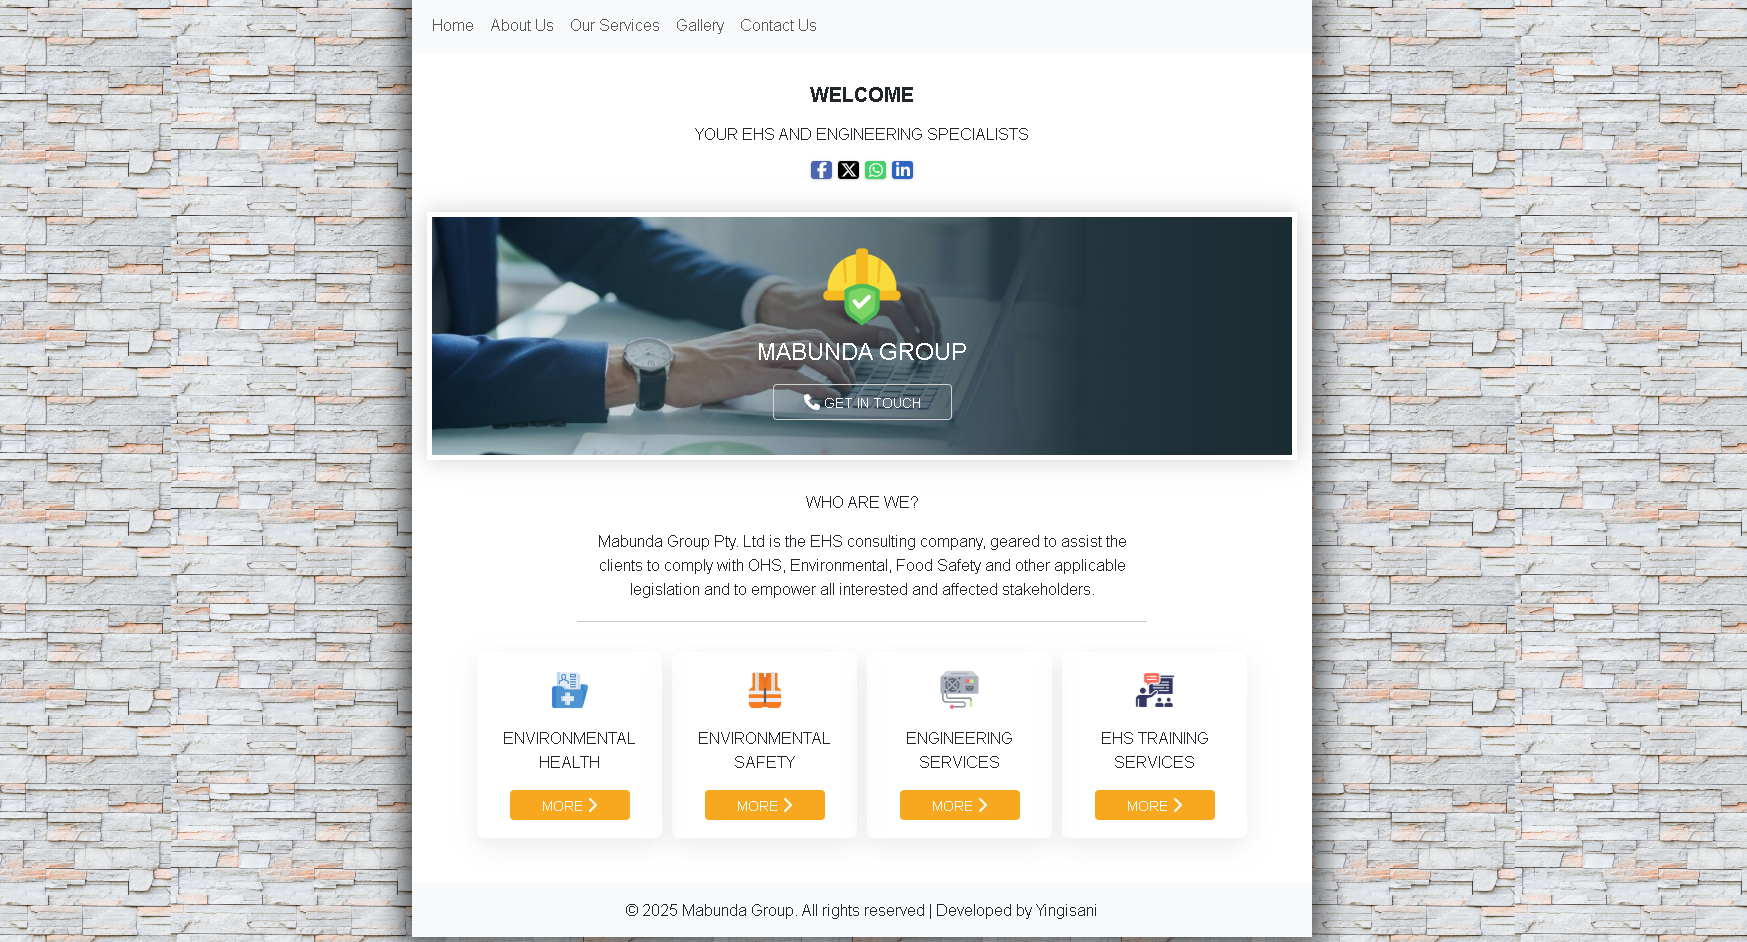 Home About Us Our Services Gallery Contact Us
WELCOME
YOUR EHS AND ENGINEERING SPECIALISTS
MABUNDA GROUP
GET IN TOUCH
WHO ARE WE?
Mabunda Group Pty. Ltd is the EHS consulting company, geared to assist the
clients to comply with OHS, Environmental, Food Safety and other applicable
legislation and to empower all interested and affected stakeholders.
ENVIRONMENTAL
HEALTH
MORE
ENVIRONMENTAL
SAFETY
MORE
ENGINEERING
SERVICES
MORE
EHS TRAINING
SERVICES
MORE
© 2025 Mabunda Group. All rights reserved | Developed by Yingisani